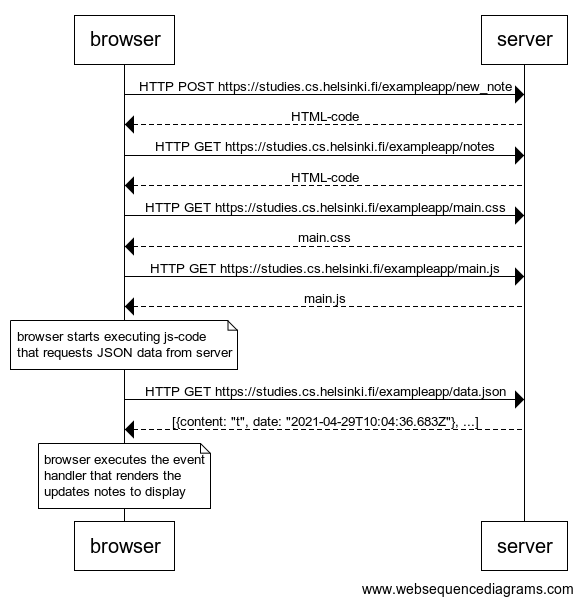 browser
server
HTTP POST https://studies.cs.helsinki.fi/exampleapp/new_note
HTML-code
HTTP GET https://studies.cs.helsinki.fi/exampleapp/notes
HTML-code
HTTP GET https://studies.cs.helsinki.fi/exampleapp/main.css
main.css
HTTP GET https://studies.cs.helsinki.fi/exampleapp/main.js
main.js
browser starts executing js-code
that requests JSON data from server
HTTP GET https://studies.cs.helsinki.fi/exampleapp/data.json
[{content: "t", date: "2021-04-29T10:04:36.683Z"}, ...]
browser executes the event
handler that renders the
updates notes to display
browser
server
www.websequencediagrams.com